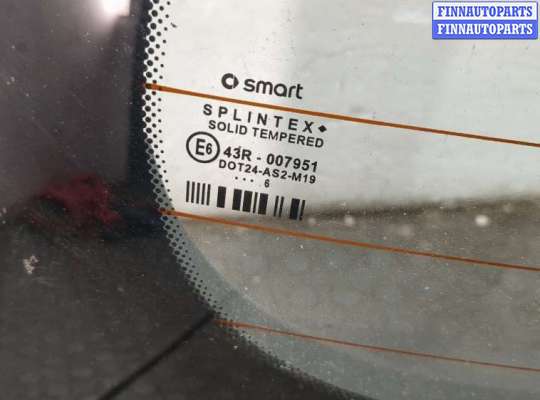 FINNAUTOPARTS
FINNAUTOPARTS
smart
SPLINTEX
SOLID TEMPERED
E6 43R - 007951
DOT24-AS2-M19
.... 6